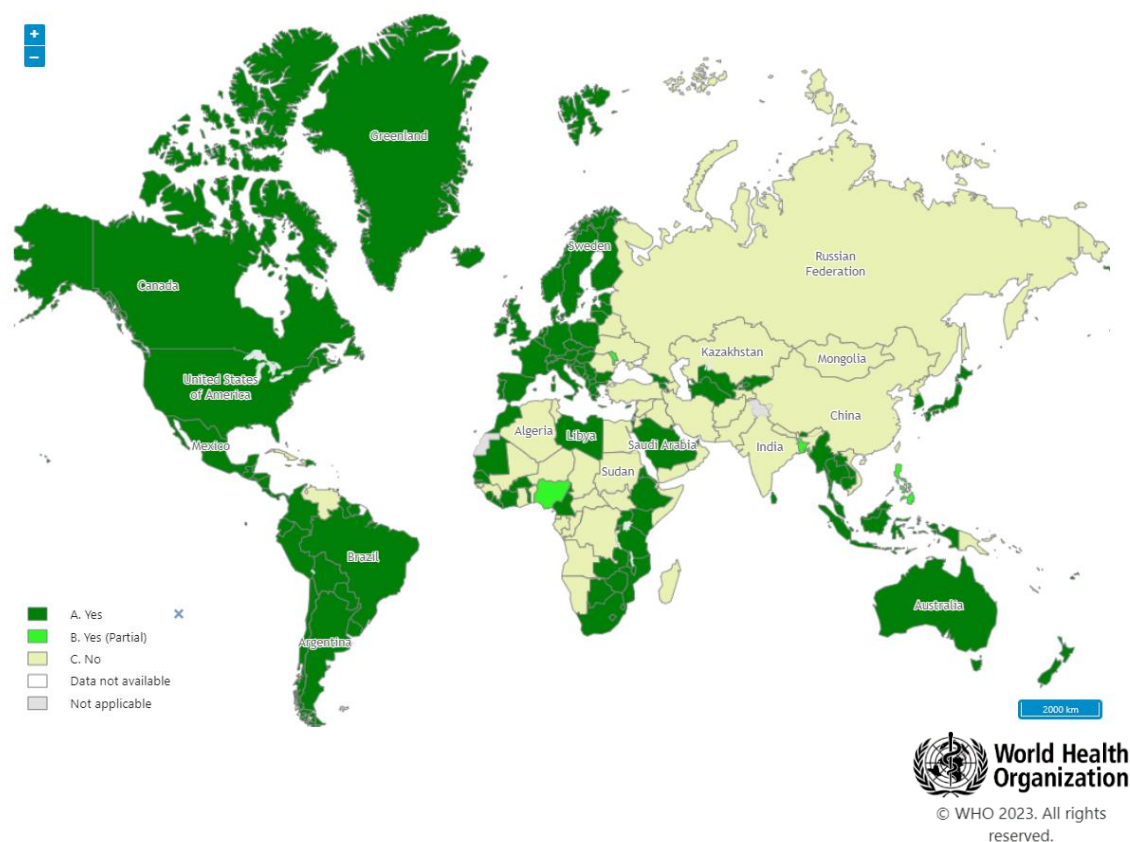 +
−
Greenland
Sweden
Russian
Federation
Canada
Kazakhstan
Mongolia
United States
of America
China
Mexico
Algeria
Libya
Saudi Arabia
India
Sudan
Brazil
Australia
Argentina
A. Yes ×
B. Yes (Partial)
C. No
Data not available
Not applicable
2000 km
World Health
Organization
© WHO 2023. All rights
reserved.